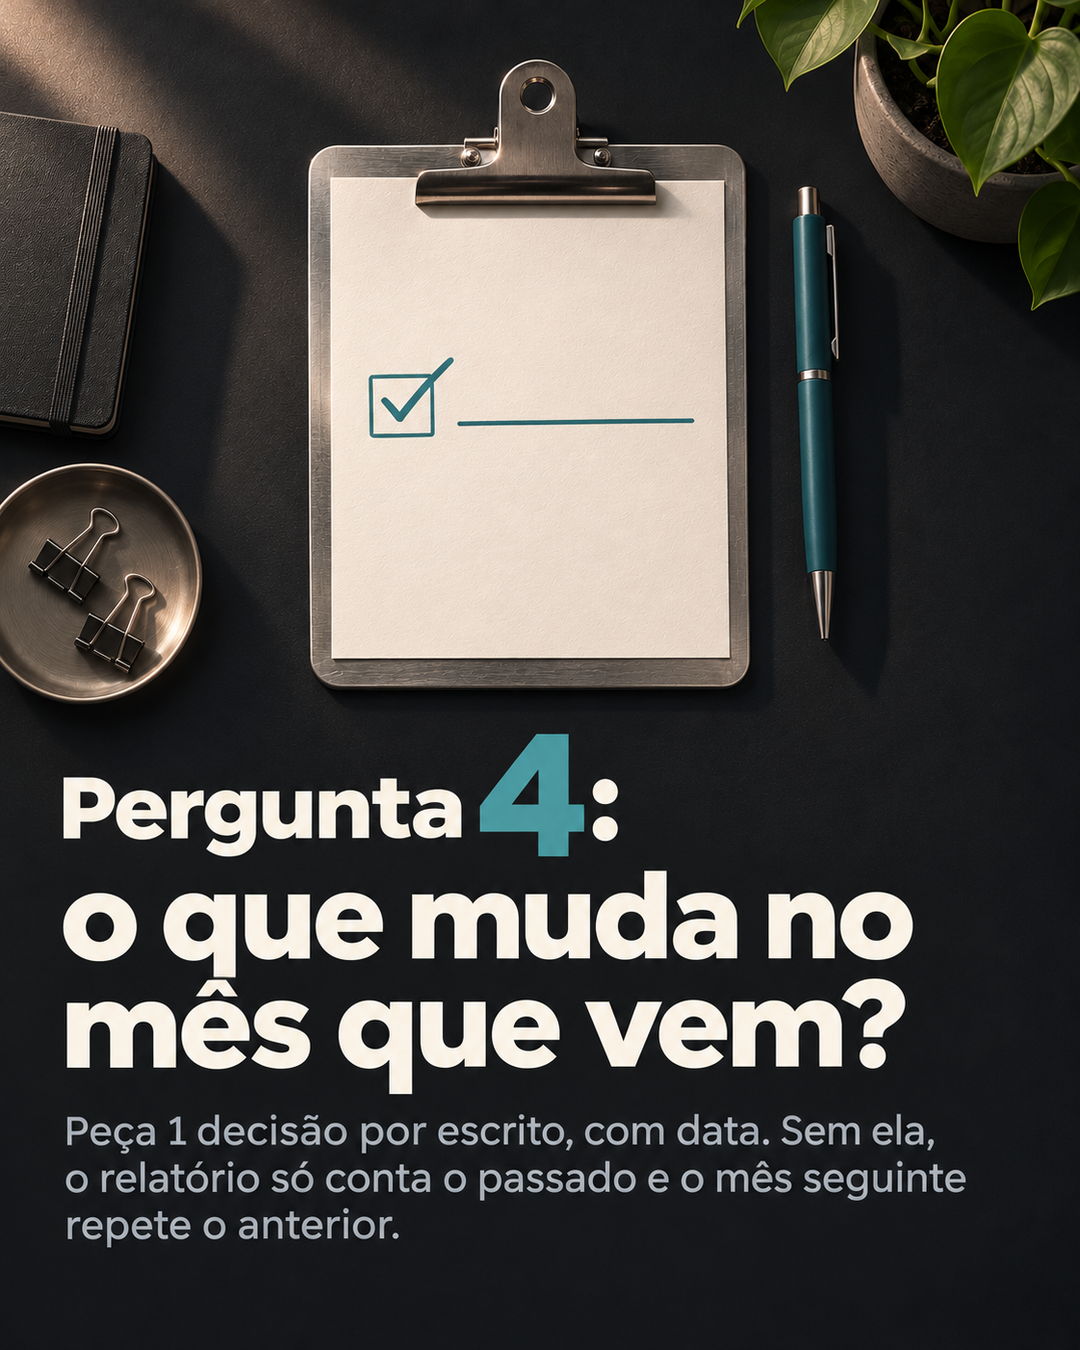 Pergunta 4:
o que muda no
mês que vem?
Peça 1 decisão por escrito, com data. Sem ela,
o relatório só conta o passado e o mês seguinte
repete o anterior.